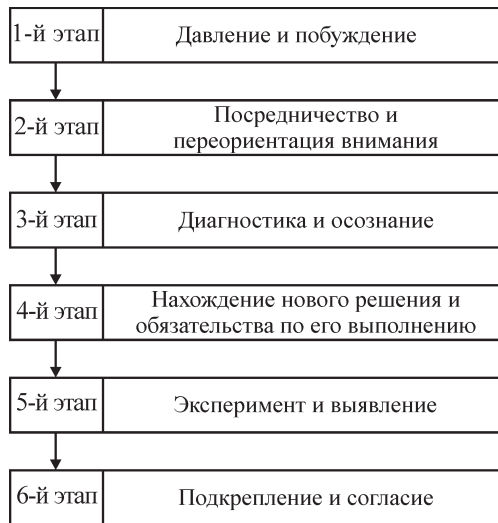 1-й этап Давление и побуждение
2-й этап Посредничество и
переориентация внимания
3-й этап Диагностика и осознание
4-й этап Нахождение нового решения и
обязательства по его выполнению
5-й этап Эксперимент и выявление
6-й этап Подкрепление и согласие